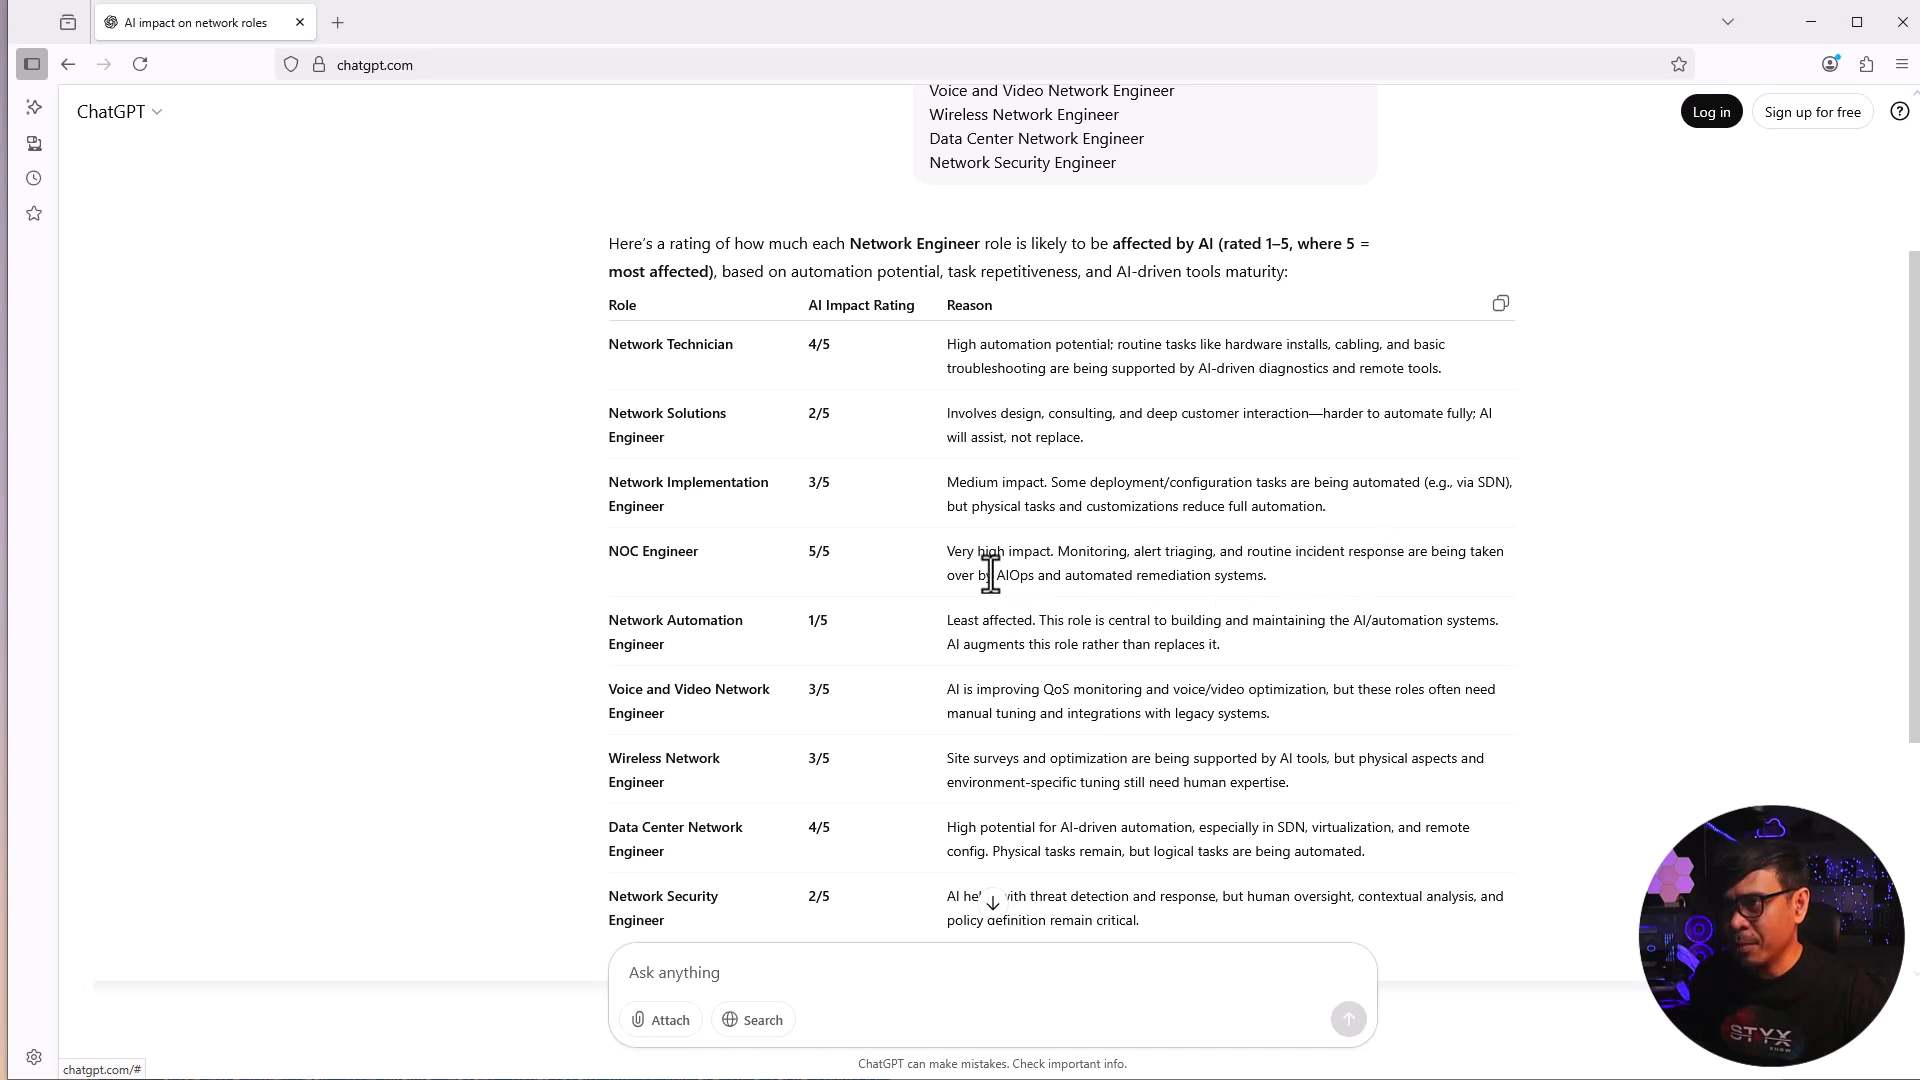 AI impact on network roles
chatgpt.com
ChatGPT
Log in
Sign up for free
Voice and Video Network Engineer
Wireless Network Engineer
Data Center Network Engineer
Network Security Engineer
Here's a rating of how much each Network Engineer role is likely to be affected by AI (rated 1–5, where 5 =
most affected), based on automation potential, task repetitiveness, and AI-driven tools maturity:
Role AI Impact Rating Reason
Network Technician 4/5 High automation potential; routine tasks like hardware installs, cabling, and basic
troubleshooting are being supported by AI-driven diagnostics and remote tools.
Network Solutions 2/5 Involves design, consulting, and deep customer interaction—harder to automate fully; AI
Engineer will assist, not replace.
Network Implementation 3/5 Medium impact. Some deployment/configuration tasks are being automated (e.g., via SDN),
Engineer but physical tasks and customizations reduce full automation.
NOC Engineer 5/5 Very high impact. Monitoring, alert triaging, and routine incident response are being taken
over by AIOps and automated remediation systems.
Network Automation 1/5 Least affected. This role is central to building and maintaining the AI/automation systems.
Engineer AI augments this role rather than replaces it.
Voice and Video Network 3/5 AI is improving QoS monitoring and voice/video optimization, but these roles often need
Engineer manual tuning and integrations with legacy systems.
Wireless Network 3/5 Site surveys and optimization are being supported by AI tools, but physical aspects and
Engineer environment-specific tuning still need human expertise.
Data Center Network 4/5 High potential for AI-driven automation, especially in SDN, virtualization, and remote
Engineer config. Physical tasks remain, but logical tasks are being automated.
Network Security 2/5 AI with threat detection and response, but human oversight, contextual analysis, and
Engineer policy definition remain critical.
Ask anything
Attach
Search
ChatGPT can make mistakes. Check important info.
chatgpt.com/#
STYX